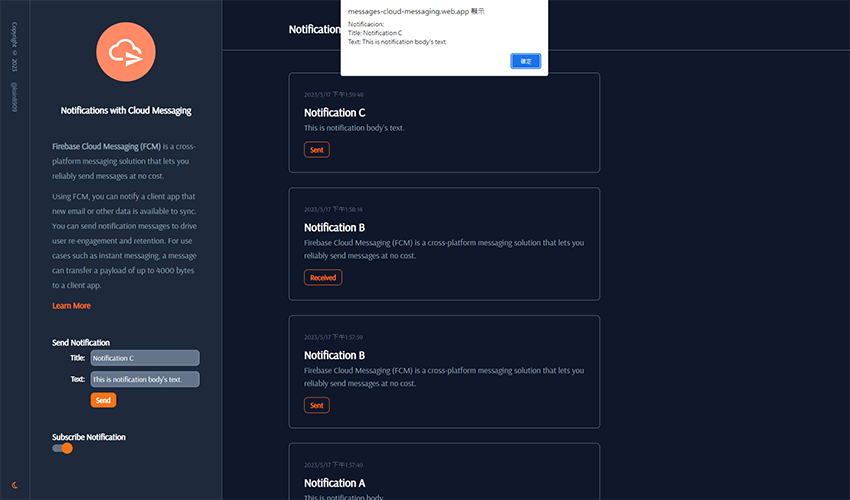 Copyright © 2023
Notifications with Cloud Messaging
Firebase Cloud Messaging (FCM) is a cross-
platform messaging solution that lets you
reliably send messages at no cost.
Using FCM, you can notify a client app that
new email or other data is available to sync.
You can send notification messages to drive
user re-engagement and retention. For use
cases such as instant messaging, a message
can transfer a payload of up to 4000 bytes
to a client app.
Learn More
Send Notification
Title:
Notification C
Text:
This is notification body's text.
Send
Subscribe Notification
messages-cloud-messaging.web.app 顯示
Notificacion:
Title: Notification C
Text: This is notification body's text.
確定
Notification
2023/5/17 下午1:59:48
Notification C
This is notification body's text.
Sent
2023/5/17 下午1:58:16
Notification B
Firebase Cloud Messaging (FCM) is a cross-platform messaging solution that lets you
reliably send messages at no cost.
Received
2023/5/17 下午1:57:59
Notification B
Firebase Cloud Messaging (FCM) is a cross-platform messaging solution that lets you
reliably send messages at no cost.
Sent
2023/5/17 下午1:57:49
Notification A
This is notification body.